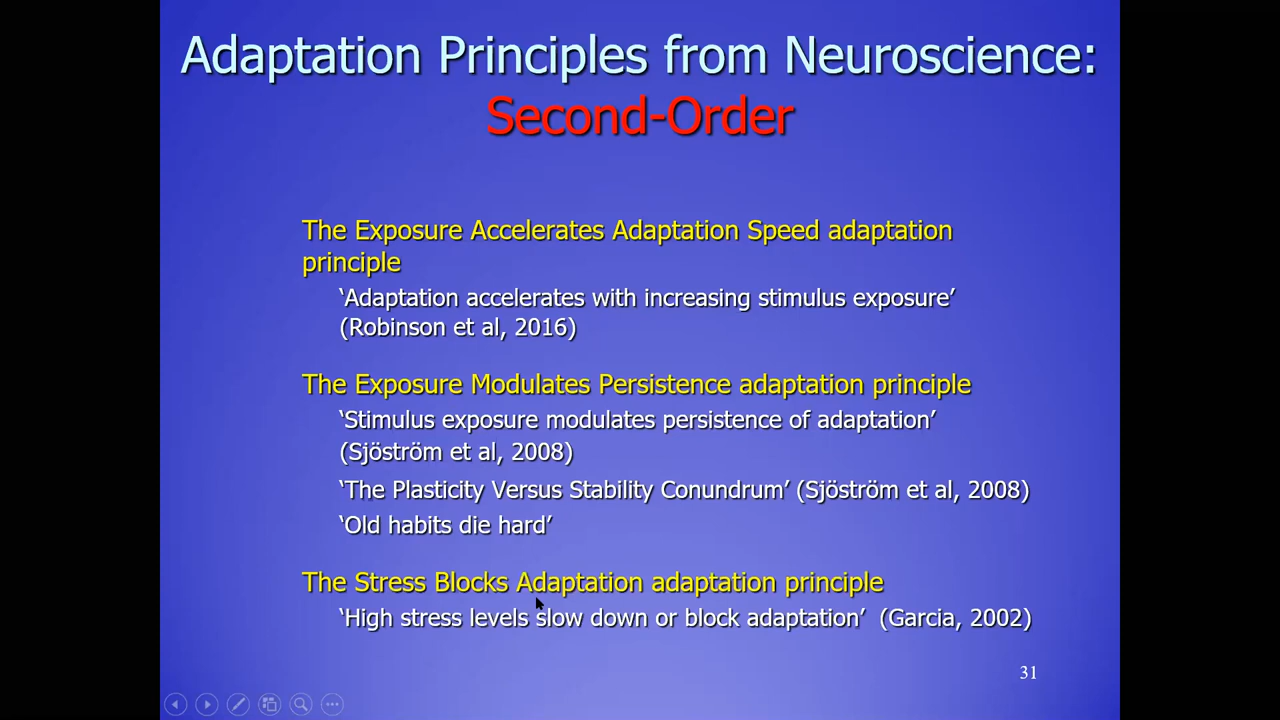 Adaptation Principles from Neuroscience:
Second-Order
The Exposure Accelerates Adaptation Speed adaptation
principle
‘Adaptation accelerates with increasing stimulus exposure’
(Robinson et al, 2016)
The Exposure Modulates Persistence adaptation principle
‘Stimulus exposure modulates persistence of adaptation’
(Sjöström et al, 2008)
‘The Plasticity Versus Stability Conundrum’ (Sjöström et al, 2008)
‘Old habits die hard’
The Stress Blocks Adaptation adaptation principle
‘High stress levels slow down or block adaptation’ (Garcia, 2002)
31